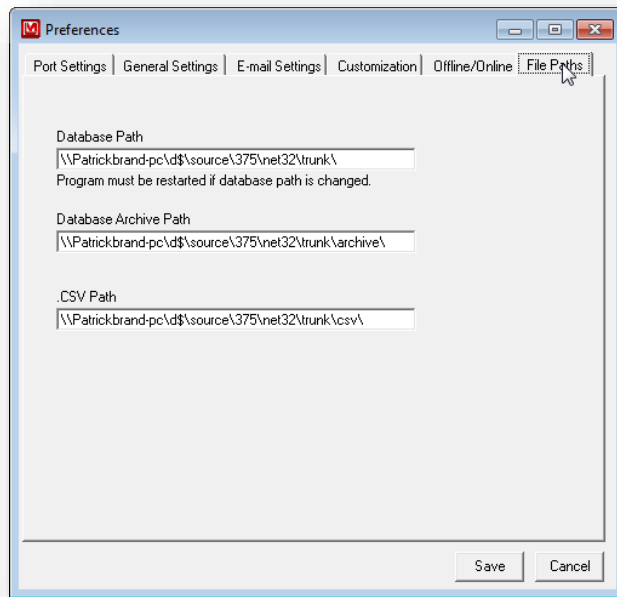 Preferences
Port Settings General Settings E-mail Settings Customization Offline/Online File Paths
Database Path
\\Patrickbrand-pc\d$\source\375\net32\trunk\
Program must be restarted if database path is changed.
Database Archive Path
\\Patrickbrand-pc\d$\source\375\net32\trunk\archive\
.CSV Path
\\Patrickbrand-pc\d$\source\375\net32\trunk\csv\
Save Cancel